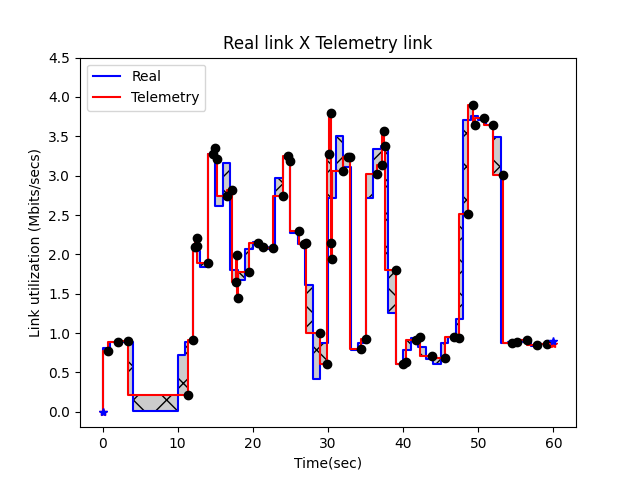 Real link X Telemetry link
Real
Telemetry
Link utilization (Mbits/secs)
4.5
4.0
3.5
3.0
2.5
2.0
1.5
1.0
0.5
0.0
0 10 20 30 40 50 60
Time(sec)